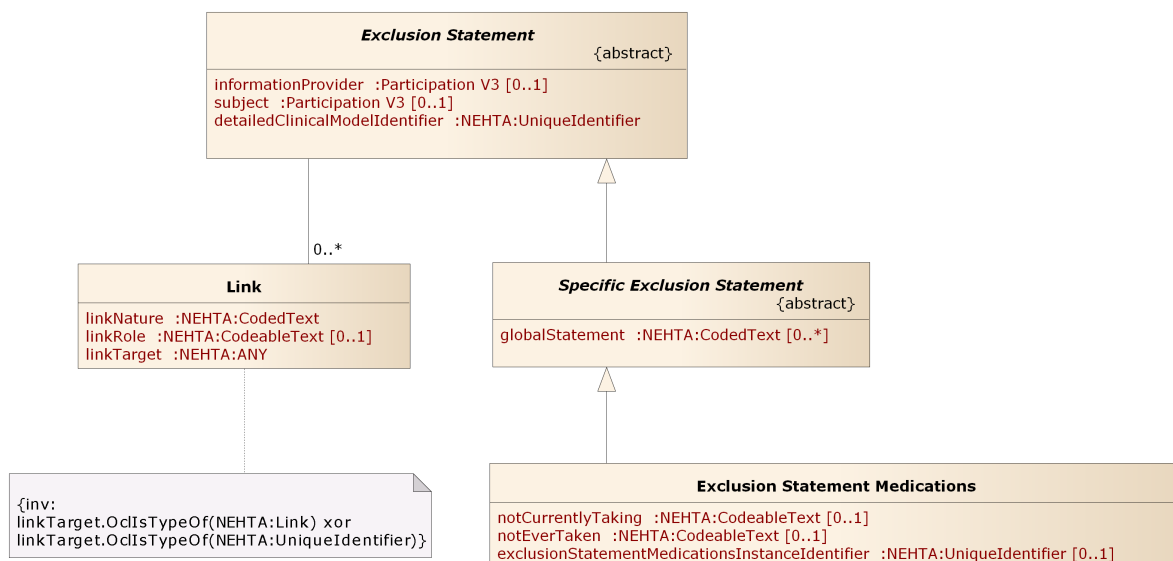 Exclusion Statement
{abstract}
informationProvider :Participation V3 [0..1]
subject :Participation V3 [0..1]
detailedClinicalModelIdentifier :NEHTA:UniqueIdentifier
0..*
Link
linkNature :NEHTA:CodedText
linkRole :NEHTA:CodeableText [0..1]
linkTarget :NEHTA:ANY
Specific Exclusion Statement
{abstract}
globalStatement :NEHTA:CodedText [0..*]
{inv:
linkTarget.OclIsTypeOf(NEHTA:Link) xor
linkTarget.OclIsTypeOf(NEHTA:UniqueIdentifier)}
Exclusion Statement Medications
notCurrentlyTaking :NEHTA:CodeableText [0..1]
notEverTaken :NEHTA:CodeableText [0..1]
exclusionStatementMedicationsInstanceIdentifier :NEHTA:UniqueIdentifier [0..1]